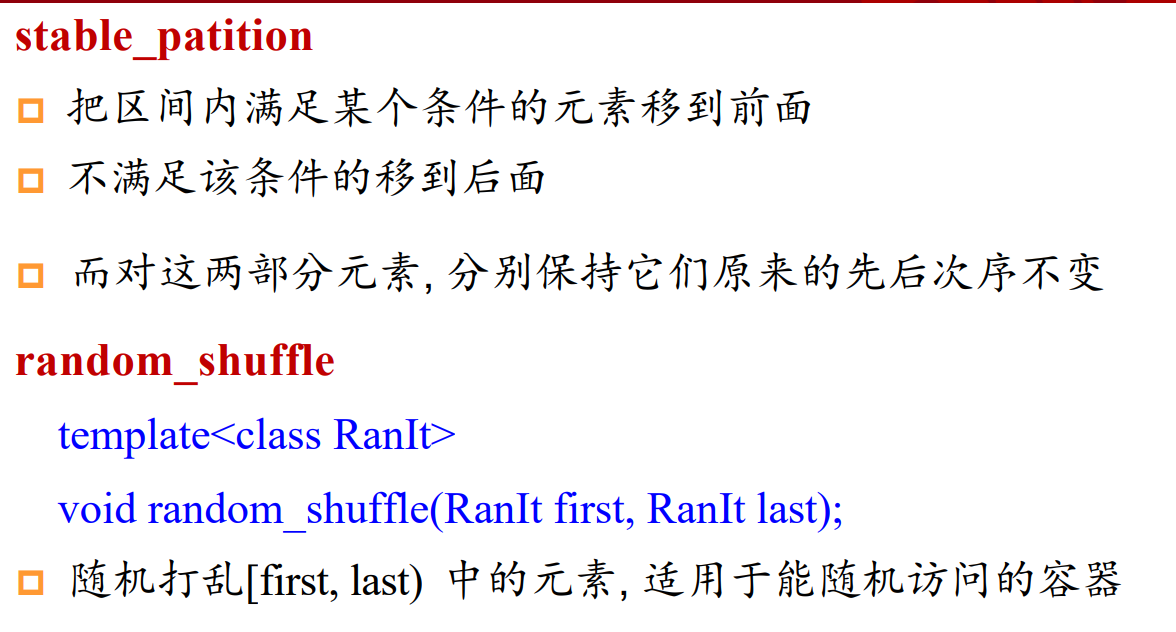 stable_patition
把区间内满足某个条件的元素移到前面
不满足该条件的移到后面
而对这两部分元素, 分别保持它们原来的先后次序不变
random_shuffle
template<class RanIt>
void random_shuffle(RanIt first, RanIt last);
随机打乱[first, last) 中的元素, 适用于能随机访问的容器